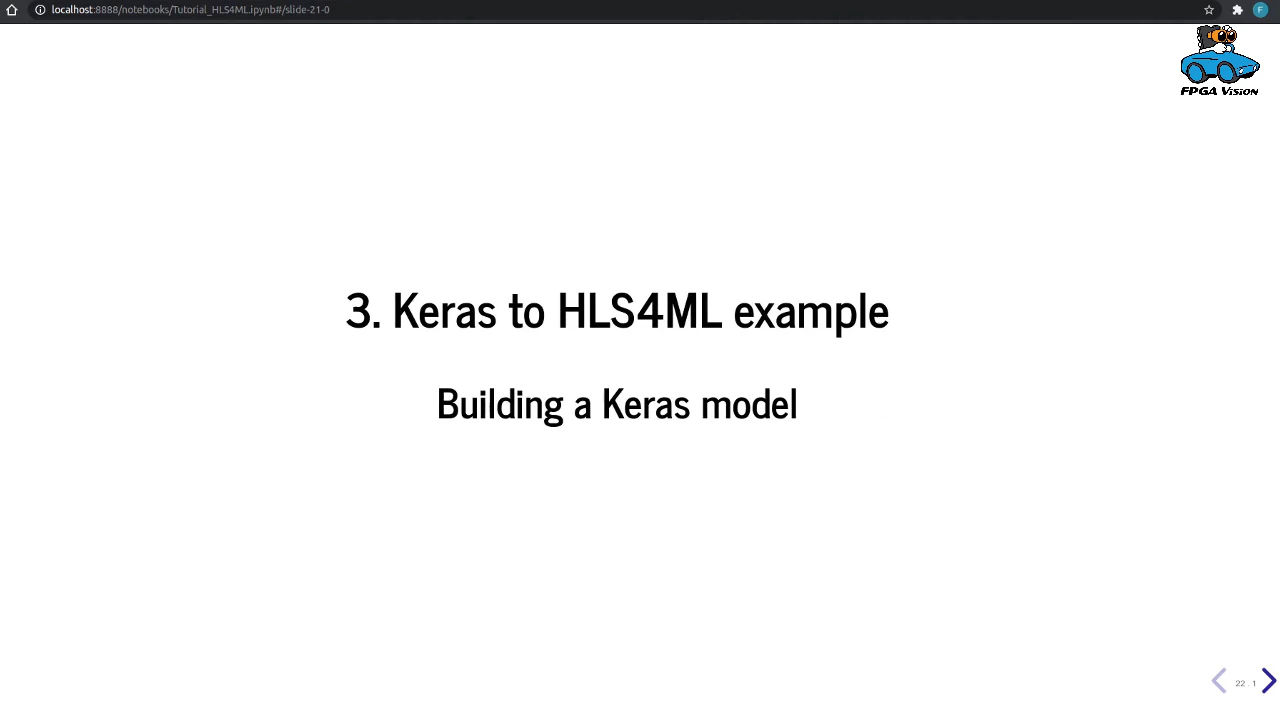 localhost:8888/notebooks/Tutorial_HLS4ML.ipynb#/slide-21-0
F
FPGA Vision
3. Keras to HLS4ML example
Building a Keras model
22 . 1